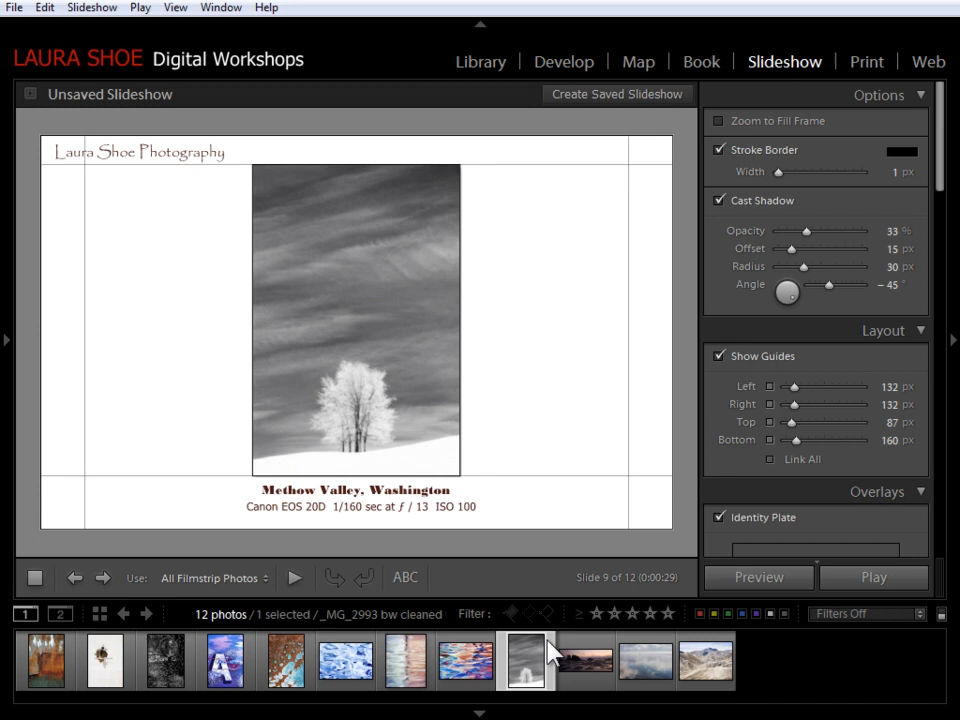 File Edit Slideshow Play View Window Help
LAURA SHOE Digital Workshops
Library Develop Map Book Slideshow Print Web
Unsaved Slideshow
Create Saved Slideshow
Laura Shoe Photography
Methow Valley, Washington
Canon EOS 20D 1/160 sec at ƒ / 13 ISO 100
Options
Zoom to Fill Frame
Stroke Border
Width 1 px
Cast Shadow
Opacity 33 %
Offset 15 px
Radius 30 px
Angle – 45 °
Layout
Show Guides
Left 132 px
Right 132 px
Top 87 px
Bottom 160 px
Link All
Overlays
Identity Plate
Use: All Filmstrip Photos ABC Slide 9 of 12 (0:00:29)
Preview Play
1 2 12 photos / 1 selected / _MG_2993 bw cleaned Filter : ≥ Filters Off
A